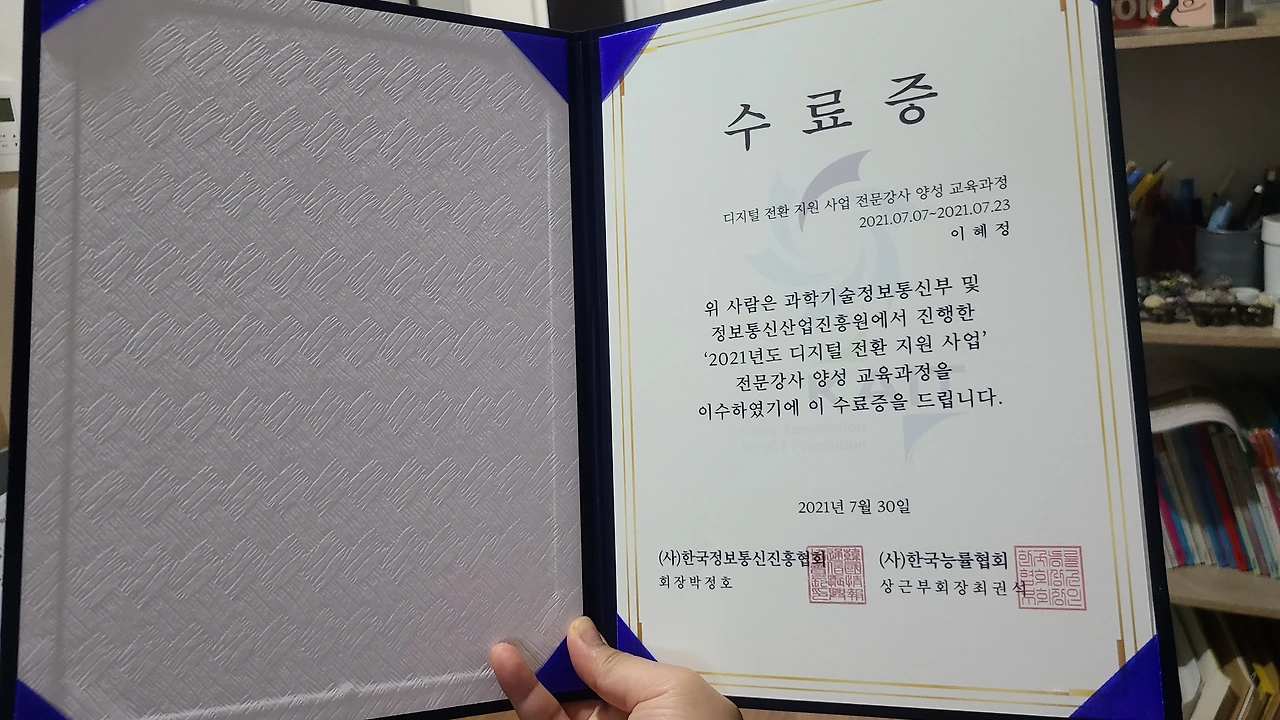 수료증
디지털 전환 지원 사업 전문강사 양성 교육과정
2021.07.07~2021.07.23
이 혜 정
위 사람은 과학기술정보통신부 및
정보통신산업진흥원에서 진행한
‘2021년도 디지털 전환 지원 사업’
전문강사 양성 교육과정을
이수하였기에 이 수료증을 드립니다.
2021년 7월 30일
(사)한국정보통신진흥협회 (사)한국능률협회
회장박정호 상근부회장최권석